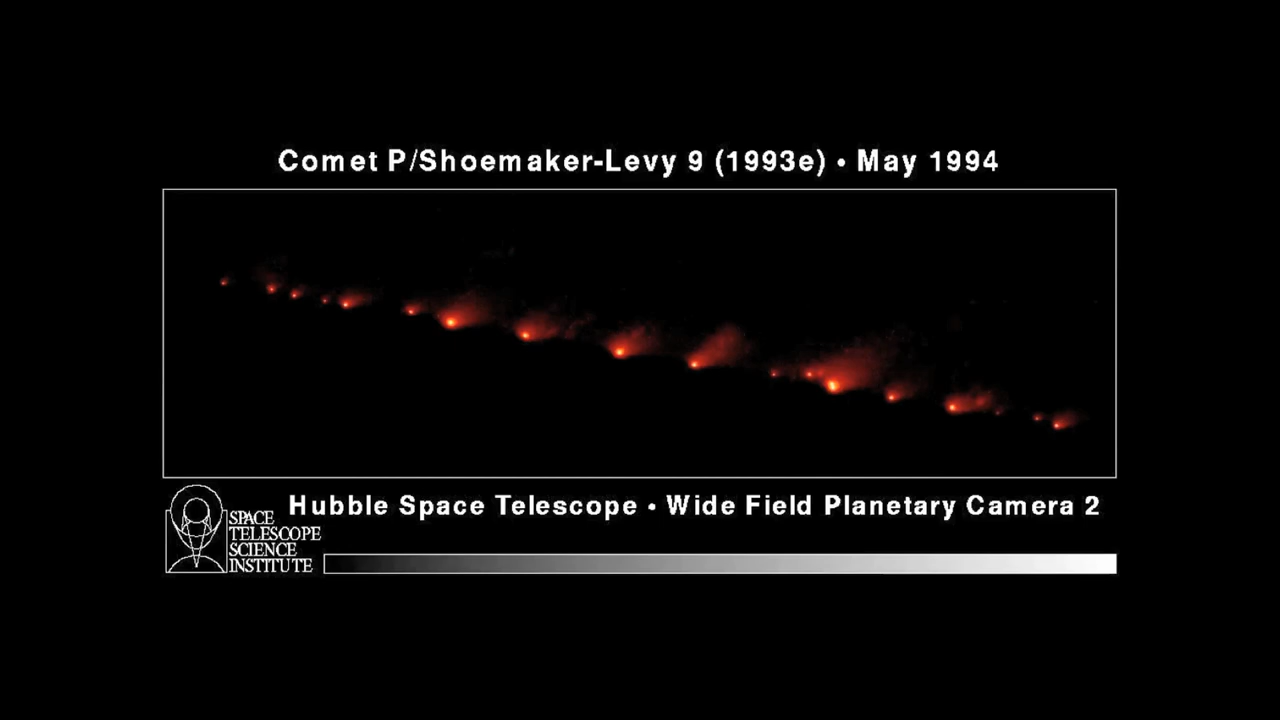 Comet P/Shoemaker-Levy 9 (1993e) • May 1994
Hubble Space Telescope • Wide Field Planetary Camera 2
SPACE
TELESCOPE
SCIENCE
INSTITUTE